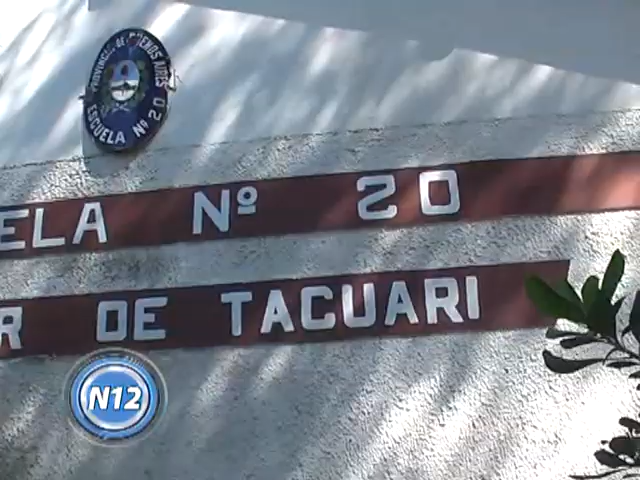 PROVINCIA DE BUENOS AIRES
ESCUELA Nº 20
ELA Nº 20
R DE TACUARI
N12